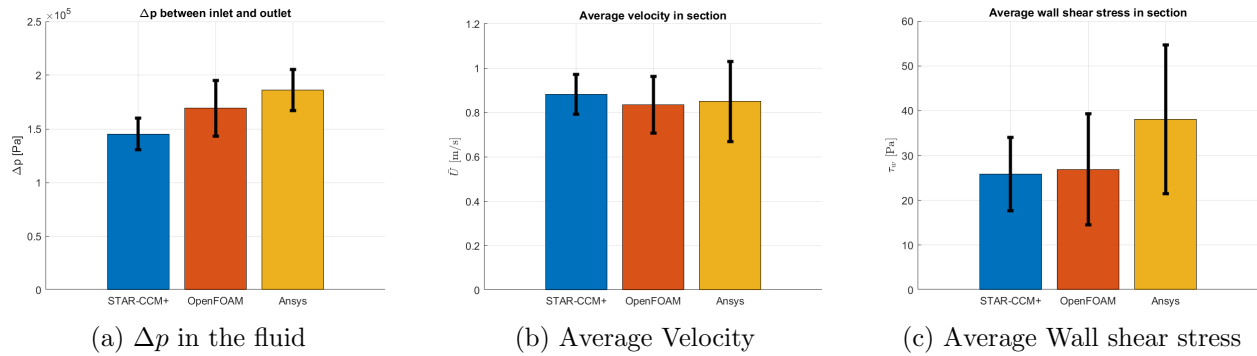 Δp between inlet and outlet
×10⁵
2.5
2
1.5
1
0.5
0
Δp [Pa]
STAR-CCM+ OpenFOAM Ansys
(a) Δp in the fluid
Average velocity in section
1.2
1
0.8
0.6
0.4
0.2
0
Ū [m/s]
STAR-CCM+ OpenFOAM Ansys
(b) Average Velocity
Average wall shear stress in section
60
50
40
30
20
10
0
τ_w [Pa]
STAR-CCM+ OpenFOAM Ansys
(c) Average Wall shear stress